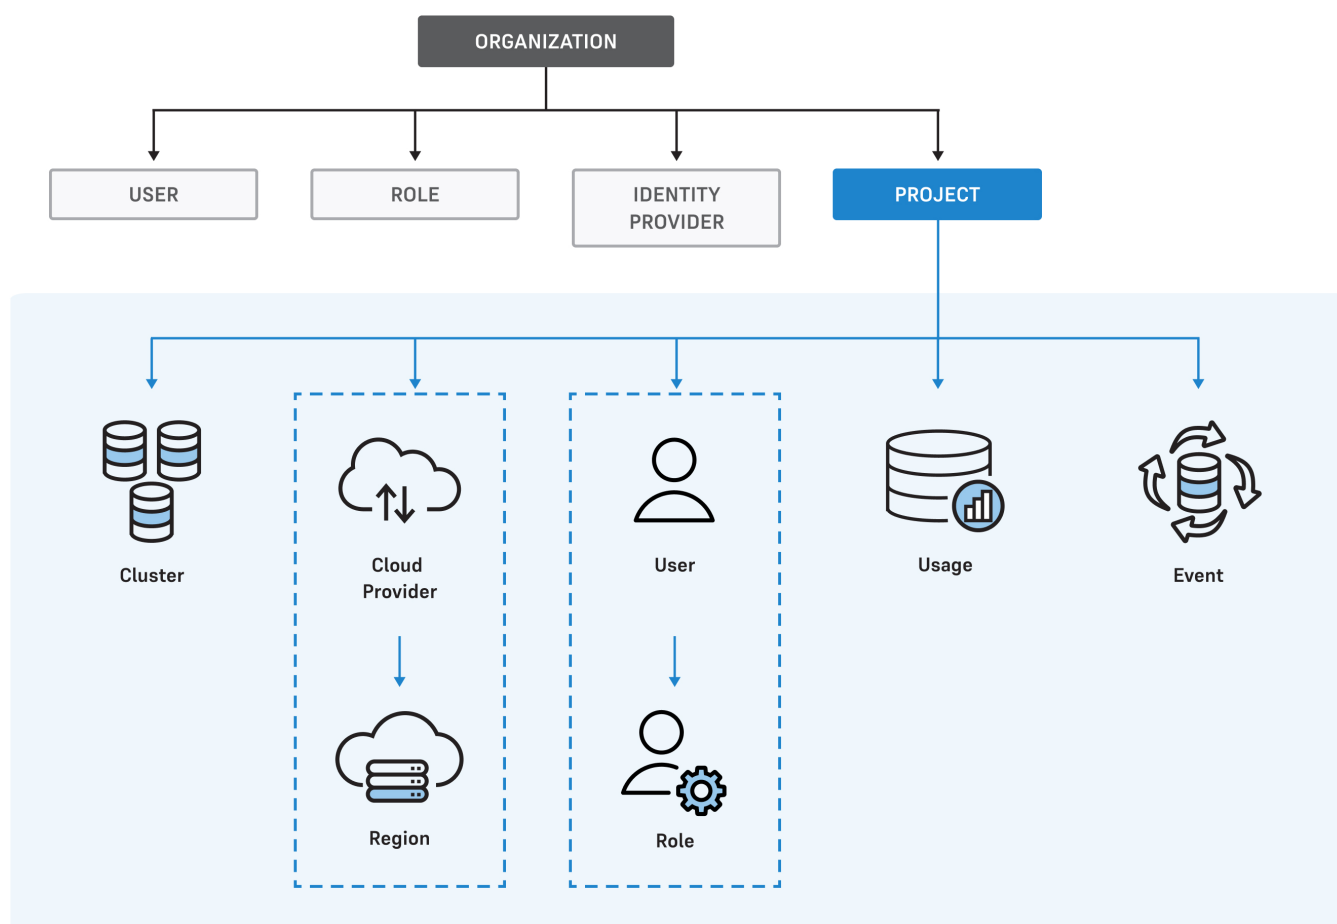 ORGANIZATION
USER
ROLE
IDENTITY
PROVIDER
PROJECT
Cluster
Cloud
Provider
User
Usage
Event
Region
Role